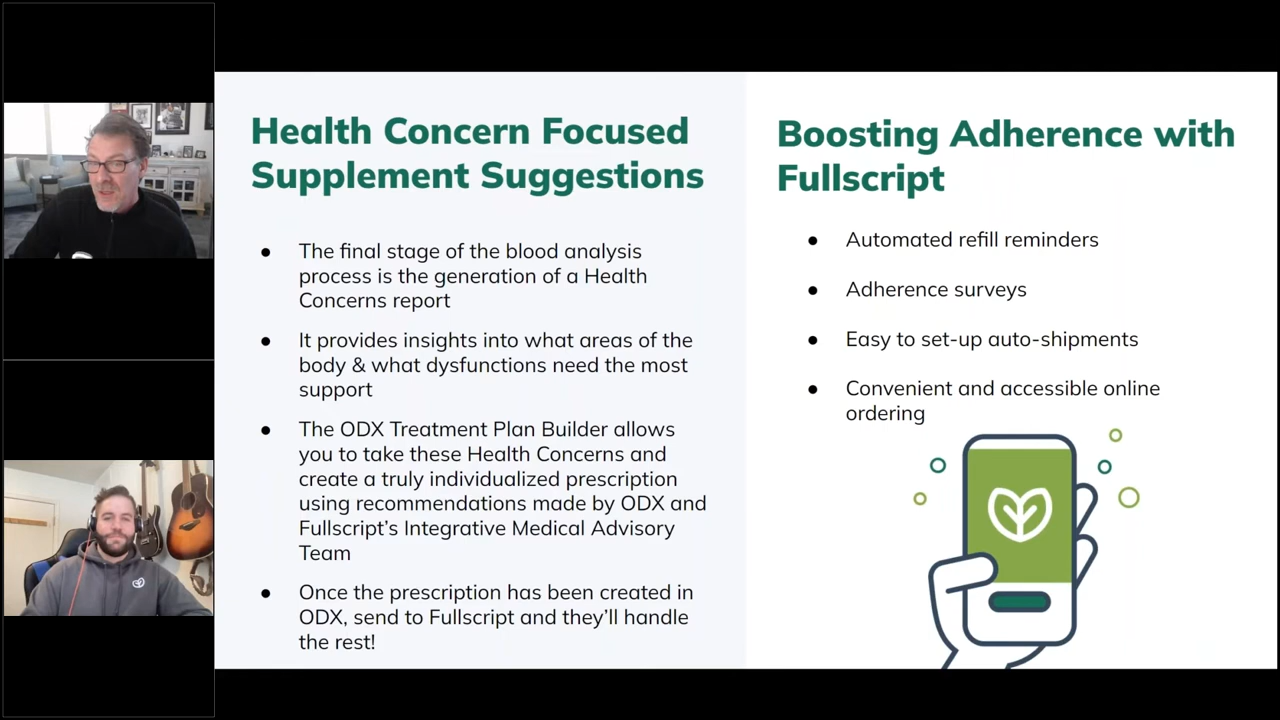 Health Concern Focused
Supplement Suggestions
● The final stage of the blood analysis
process is the generation of a Health
Concerns report
● It provides insights into what areas of the
body & what dysfunctions need the most
support
● The ODX Treatment Plan Builder allows
you to take these Health Concerns and
create a truly individualized prescription
using recommendations made by ODX and
Fullscript’s Integrative Medical Advisory
Team
● Once the prescription has been created in
ODX, send to Fullscript and they’ll handle
the rest!
Boosting Adherence with
Fullscript
● Automated refill reminders
● Adherence surveys
● Easy to set-up auto-shipments
● Convenient and accessible online
ordering